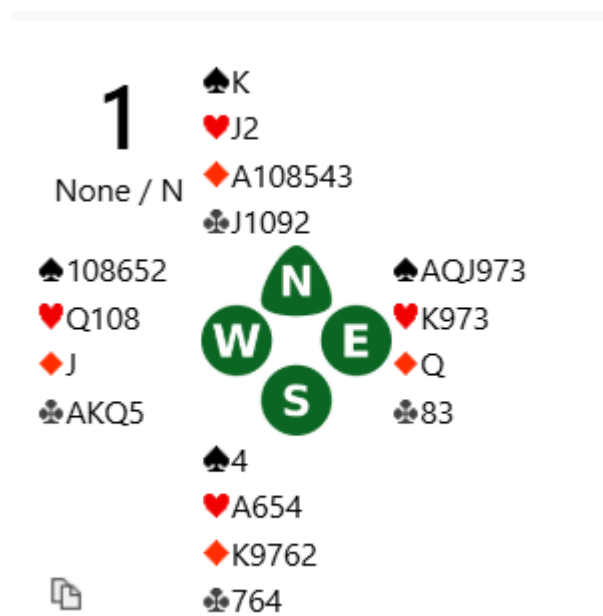 1
None / N
♠K
♥J2
♦A108543
♣J1092
♠108652
♥Q108
♦J
♣AKQ5
N
W E
S
♠AQJ973
♥K973
♦Q
♣83
♠4
♥A654
♦K9762
♣764